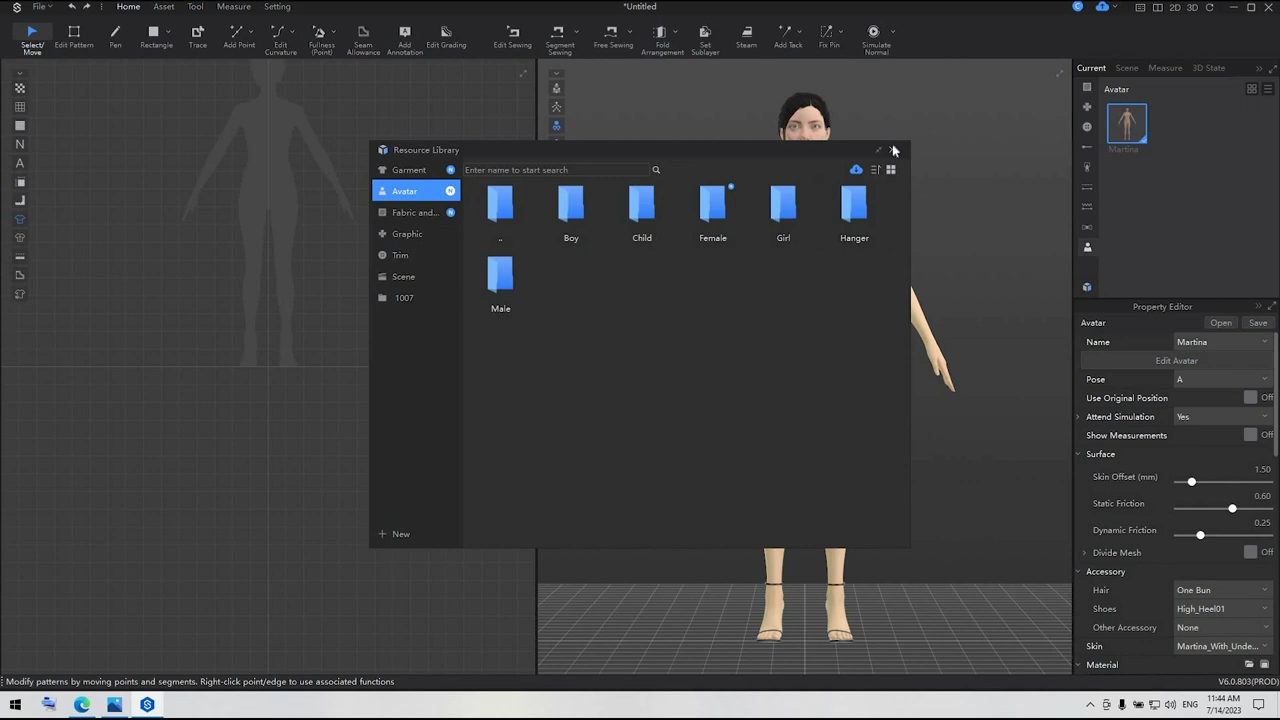 File Home Asset Tool Measure Setting *Untitled 2D 3D
Select/Move Edit Pattern Pen Rectangle Trace Add Point Edit Curvature Fullness (Point) Seam Allowance Add Annotation Edit Grading Edit Sewing Segment Sewing Free Sewing Fold Arrangement Set Sublayer Steam Add Tack Fix Pin Simulate Normal
Current Scene Measure 3D State
Avatar
Martina
Resource Library
Garment N Enter name to start search
Avatar N
Fabric and... N
Graphic
Trim
Scene
1007
.. Boy Child Female Girl Hanger
Male
New
Property Editor
Avatar Open Save
Name Martina
Edit Avatar
Pose A
Use Original Position Off
Attend Simulation Yes
Show Measurements Off
Surface
Skin Offset (mm) 1.50
Static Friction 0.60
Dynamic Friction 0.25
Divide Mesh Off
Accessory
Hair One Bun
Shoes High_Heel01
Other Accessory None
Skin Martina_With_Unde...
Material
Modify patterns by moving points and segments. Right-click point/edge to use associated functions V6.0.803(PROD)
ENG 11:44 AM
7/14/2023